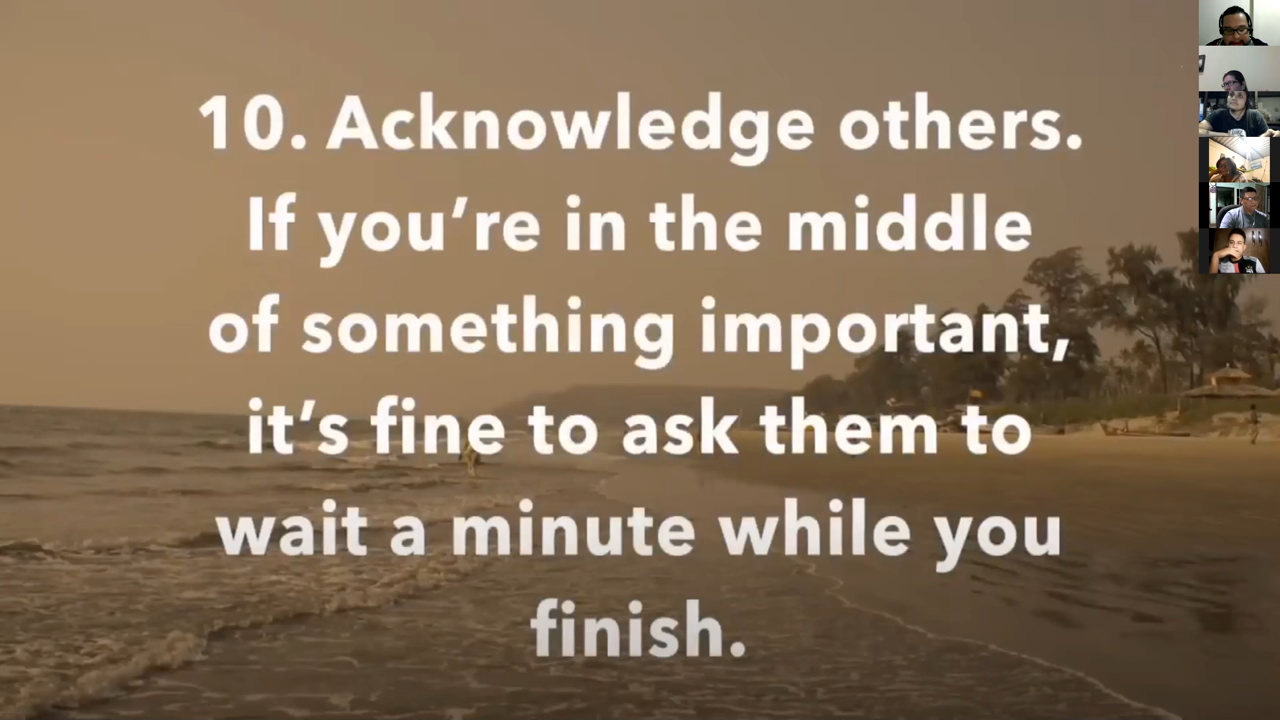 10. Acknowledge others.
If you’re in the middle
of something important,
it’s fine to ask them to
wait a minute while you
finish.